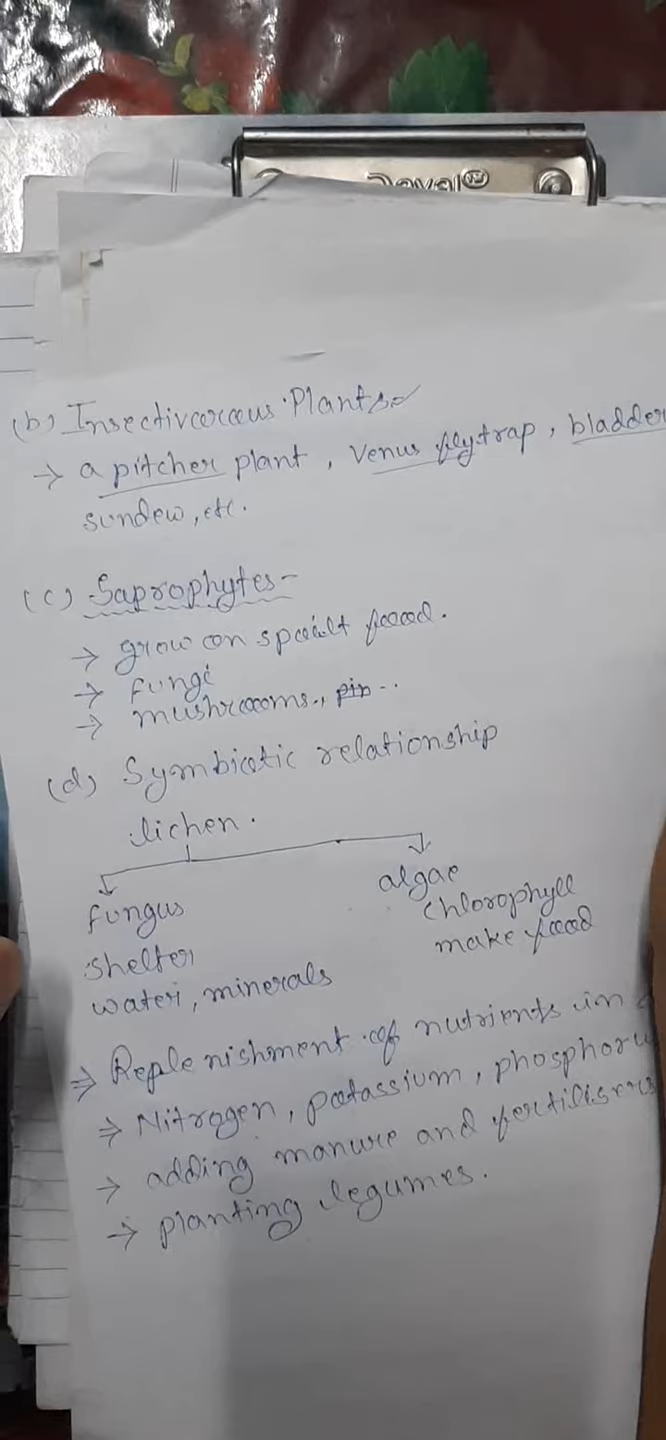 Doyal
(b) Insectivorous Plants
→ a pitcher plant, Venus flytrap, bladder
sundew, etc.
(c) Saprophytes-
→ grow on spoilt food.
→ fungi
→ mushrooms., pin..
(d) Symbiotic relationship
lichen.
fungus
algae
chlorophyll
shelter
make food
water, minerals
⇒ Replenishment of nutrients in
→ Nitrogen, potassium, phosphoru
→ adding manure and fertilisers
→ planting legumes.